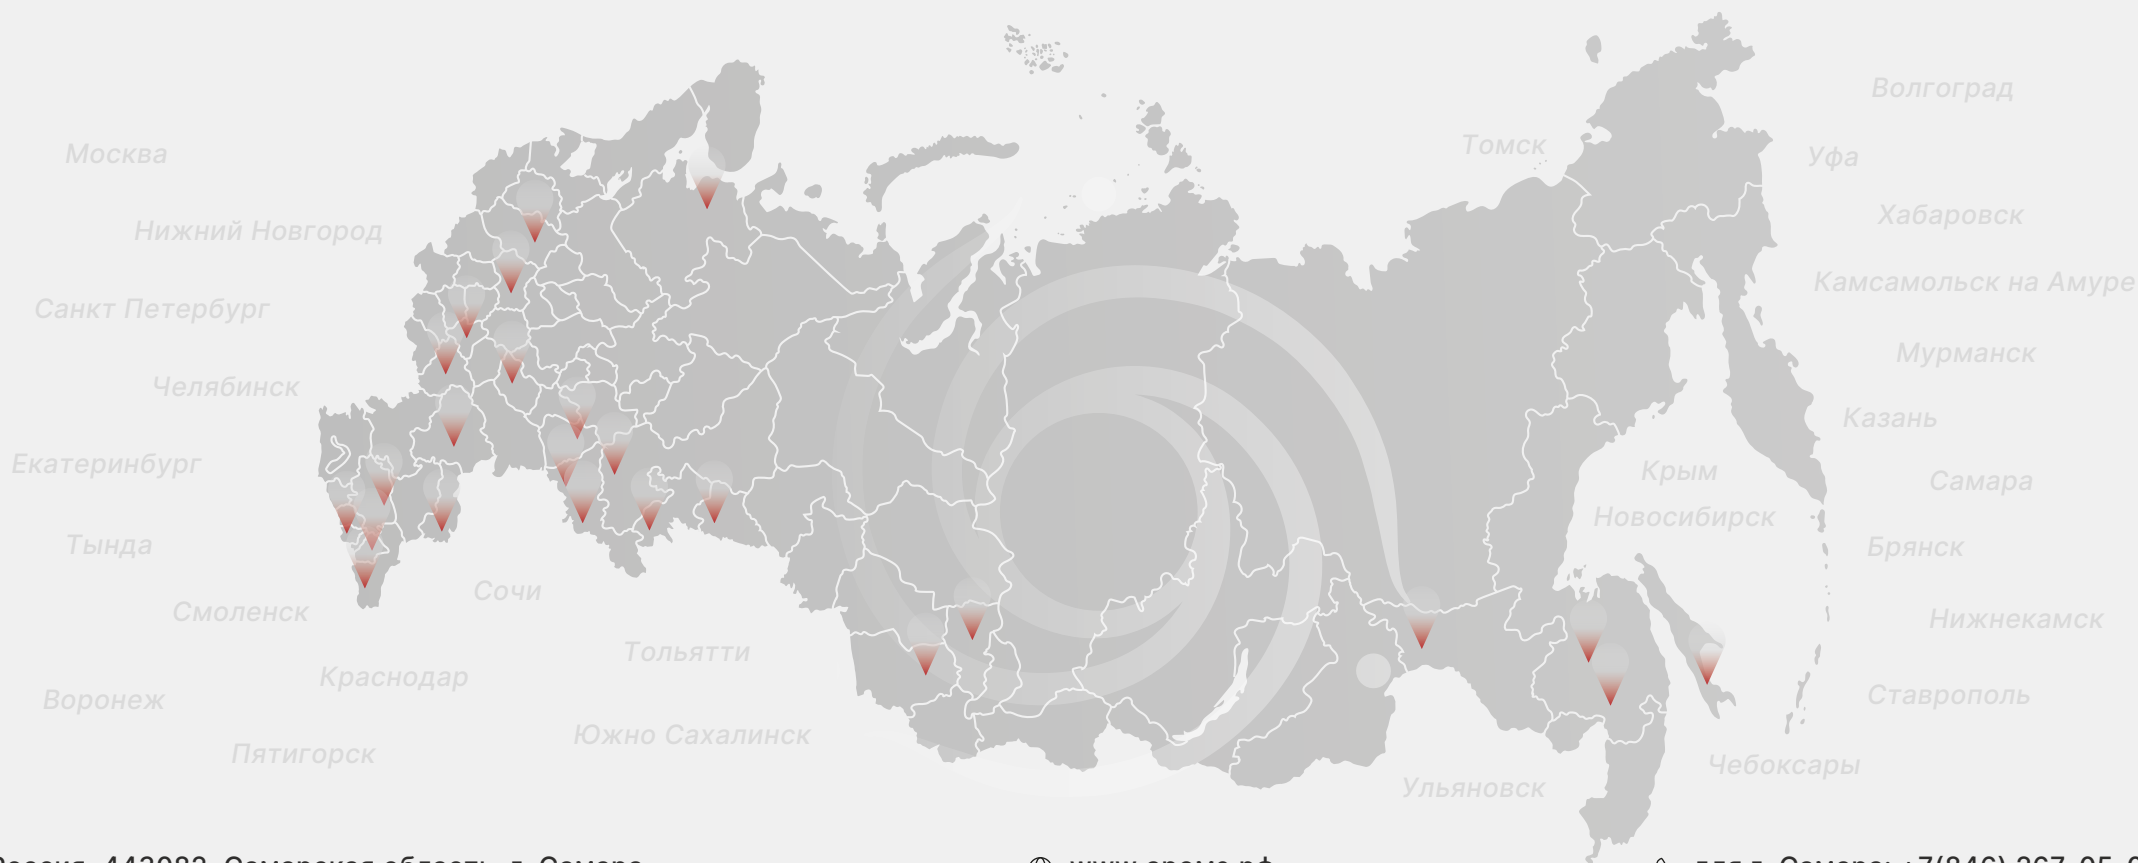 Волгоград
Томск
Москва
Уфа
Хабаровск
Нижний Новгород
Камсамольск на Амуре
Санкт Петербург
Мурманск
Челябинск
Казань
Екатеринбург
Крым
Самара
Новосибирск
Тында
Брянск
Сочи
Смоленск
Нижнекамск
Тольятти
Краснодар
Ставрополь
Воронеж
Южно Сахалинск
Пятигорск
Чебоксары
Ульяновск